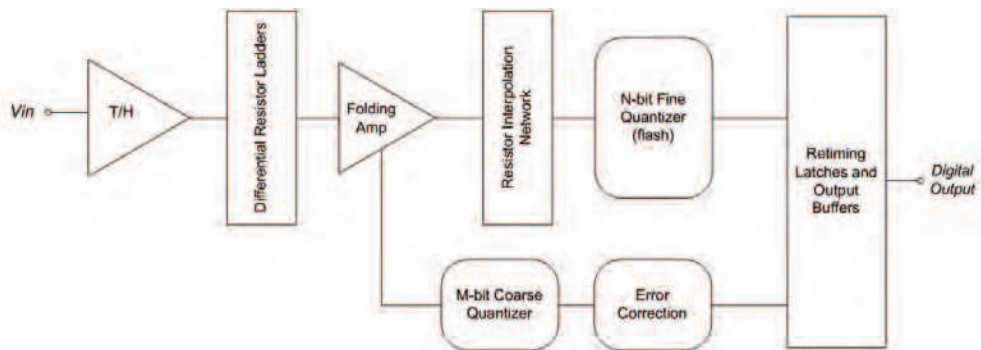 Vin
T/H
Differential Resistor Ladders
Folding
Amp
Resistor Interpolation
Network
N-bit Fine
Quantizer
(flash)
Retiming
Latches and
Output
Buffers
Digital
Output
M-bit Coarse
Quantizer
Error
Correction